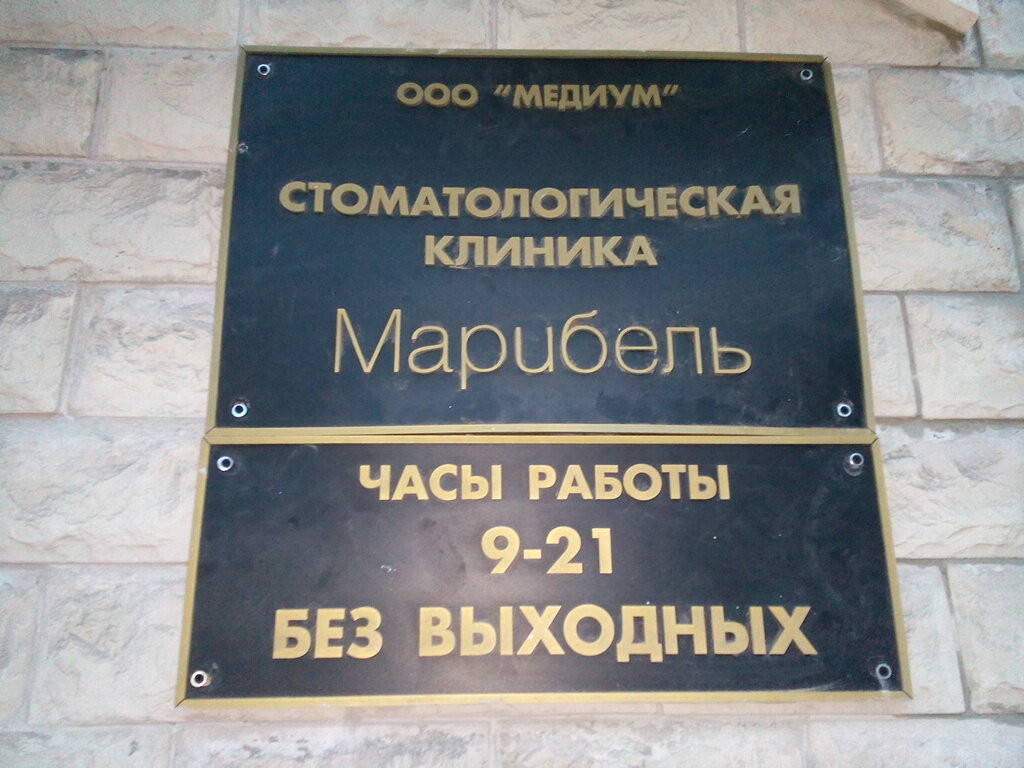 ООО "МЕДИУМ"
СТОМАТОЛОГИЧЕСКАЯ
КЛИНИКА
Марибель
ЧАСЫ РАБОТЫ
9-21
БЕЗ ВЫХОДНЫХ